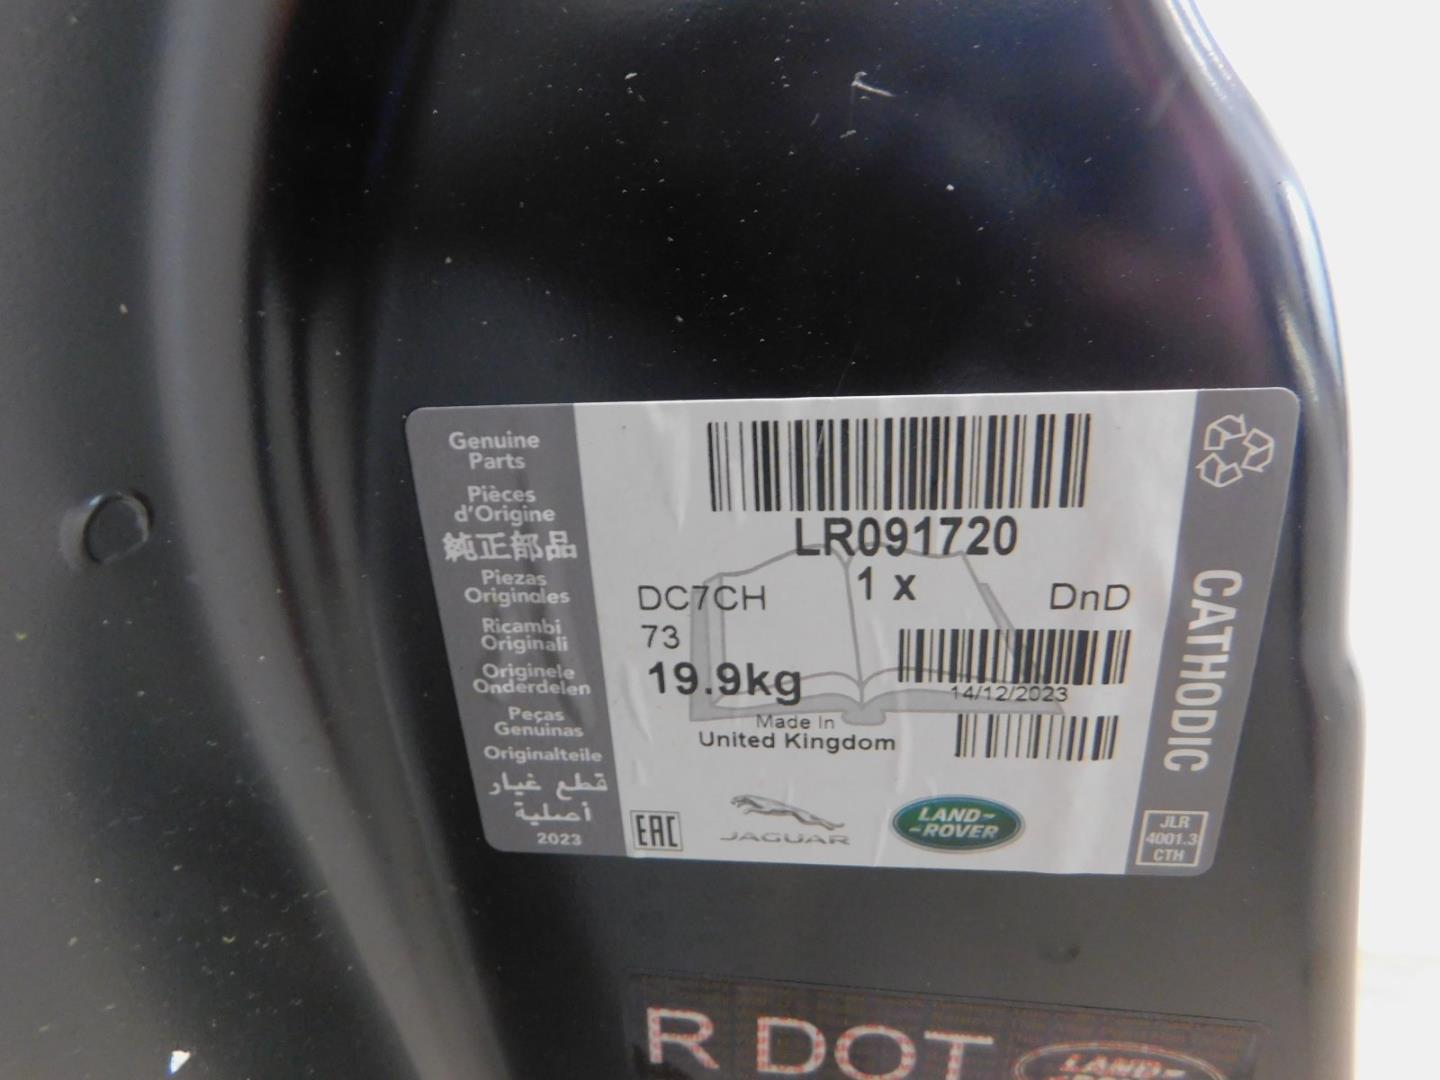 Genuine
Parts
Pièces
d'Origine
純正部品
Piezas
Originales
Ricambi
Originali
Originele
Onderdelen
Peças
Genuinas
Originalteile
قطع غيار
أصلية
2023
LR091720
1 x
DC7CH
DnD
73
19.9kg
14/12/2023
Made In
United Kingdom
EAC
JAGUAR
LAND-
-ROVER
CATHODIC
JLR
4001.3
CTH
R DOT
LAND-